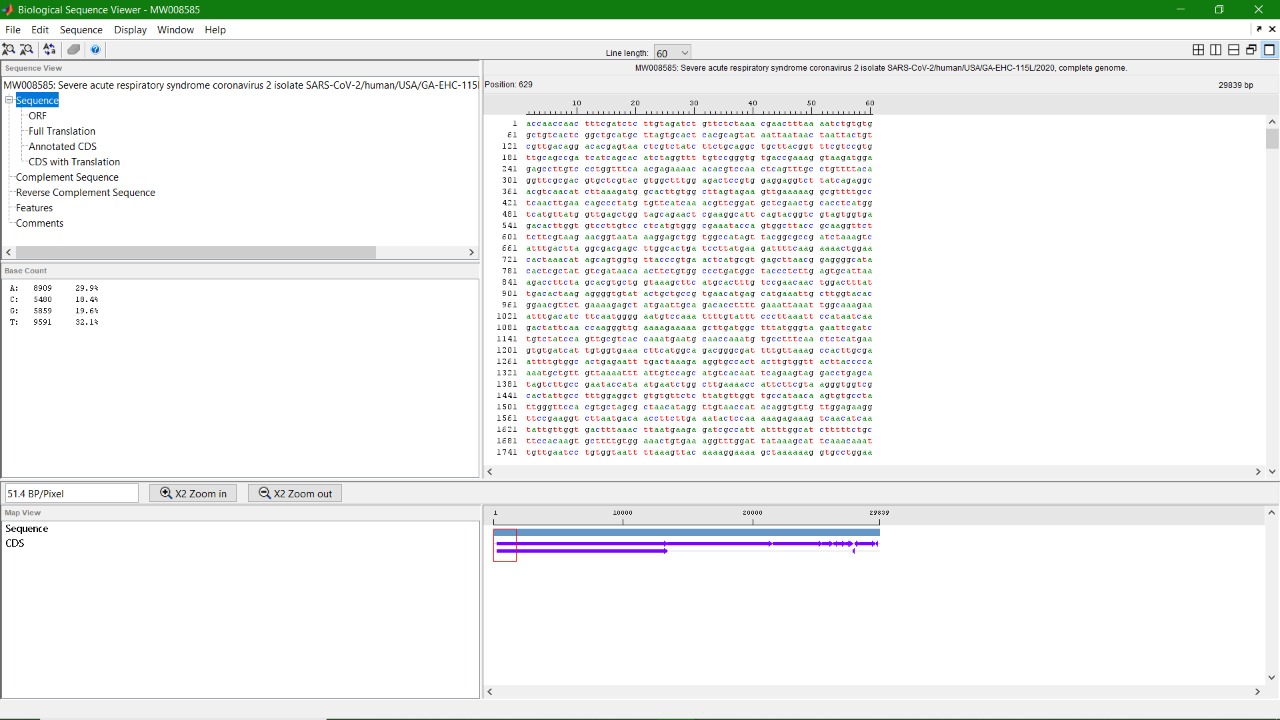 Biological Sequence Viewer - MW008585
File Edit Sequence Display Window Help
Line length: 60
Sequence View
MW008585: Severe acute respiratory syndrome coronavirus 2 isolate SARS-CoV-2/human/USA/GA-EHC-115l
Sequence
ORF
Full Translation
Annotated CDS
CDS with Translation
Complement Sequence
Reverse Complement Sequence
Features
Comments
Base Count
A: 8909 29.9%
C: 5480 18.4%
G: 5859 19.6%
T: 9591 32.1%
MW008585: Severe acute respiratory syndrome coronavirus 2 isolate SARS-CoV-2/human/USA/GA-EHC-115L/2020, complete genome.
Position: 629 29839 bp
10 20 30 40 50 60
1 accaaccaac tttcgatctc ttgtagatct gttctctaaa cgaactttaa aatctgtgtg
61 gctgtcactc ggctgcatgc ttagtgcact cacgcagtat aattaataac taattactgt
121 cgttgacagg acacgagtaa ctcgtctatc ttctgcaggc tgcttacggt ttcgtccgtg
181 ttgcagccga tcatcagcac atctaggttt tgtccgggtg tgaccgaaag gtaagatgga
241 gagccttgtc cctggtttca acgagaaaac acacgtccaa ctcagtttgc ctgttttaca
301 ggttcgcgac gtgctcgtac gtggctttgg agactccgtg gaggaggtct tatcagaggc
361 acgtcaacat cttaaagatg gcacttgtgg cttagtagaa gttgaaaaag gcgttttgcc
421 tcaacttgaa cagccctatg tgttcatcaa acgttcggat gctcgaactg cacctcatgg
481 tcatgttatg gttgagctgg tagcagaact cgaaggcatt cagtacggtc gtagtggtga
541 gacacttggt gtccttgtcc ctcatgtggg cgaaatacca gtggcttacc gcaaggttct
601 tcttcgtaag aacggtaata aaggagctgg tggccatagt tacggcgccg atctaaagtc
661 atttgactta ggcgacgagc ttggcactga tccttatgaa gattttcaag aaaactggaa
721 cactaaacat agcagtggtg ttacccgtga actcatgcgt gagcttaacg gaggggcata
781 cactcgctat gtcgataaca acttctgtgg ccctgatggc taccctcttg agtgcattaa
841 agaccttcta gcacgtgctg gtaaagcttc atgcactttg tccgaacaac tggactttat
901 tgacactaag aggggtgtat actgctgccg tgaacatgag catgaaattg cttggtacac
961 ggaacgttct gaaaagagct atgaattgca gacacctttt gaaattaaat tggcaaagaa
1021 atttgacatc ttcaatgggg aatgtccaaa ttttgtattt cccttaaatt ccataatcaa
1081 gactattcaa ccaagggttg aaaagaaaaa gcttgatggc tttatgggta gaattcgatc
1141 tgtctatcca gttgcgtcac caaatgaatg caaccaaatg tgcctttcaa ctctcatgaa
1201 gtgtgatcat tgtggtgaaa cttcatggca gacgggcgat tttgttaaag ccacttgcga
1261 attttgtggc actgagaatt tgactaaaga aggtgccact acttgtggtt acttacccca
1321 aaatgctgtt gttaaaattt attgtccagc atgtcacaat tcagaagtag gacctgagca
1381 tagtcttgcc gaataccata atgaatctgg cttgaaaacc attcttcgta agggtggtcg
1441 cactattgcc tttggaggct gtgtgttctc ttatgttggt tgccataaca agtgtgccta
1501 ttgggttcca cgtgctagcg ctaacatagg ttgtaaccat acaggtgttg ttggagaagg
1561 ttccgaaggt cttaatgaca accttcttga aatactccaa aaagagaaag tcaacatcaa
1621 tattgttggt gactttaaac ttaatgaaga gatcgccatt attttggcat ctttttctgc
1681 ttccacaagt gcttttgtgg aaactgtgaa aggtttggat tataaagcat tcaaacaaat
1741 tgttgaatcc tgtggtaatt ttaaagttac aaaaggaaaa gctaaaaaag gtgcctggaa
51.4 BP/Pixel X2 Zoom in X2 Zoom out
Map View
Sequence
CDS
1 10000 20000 29839